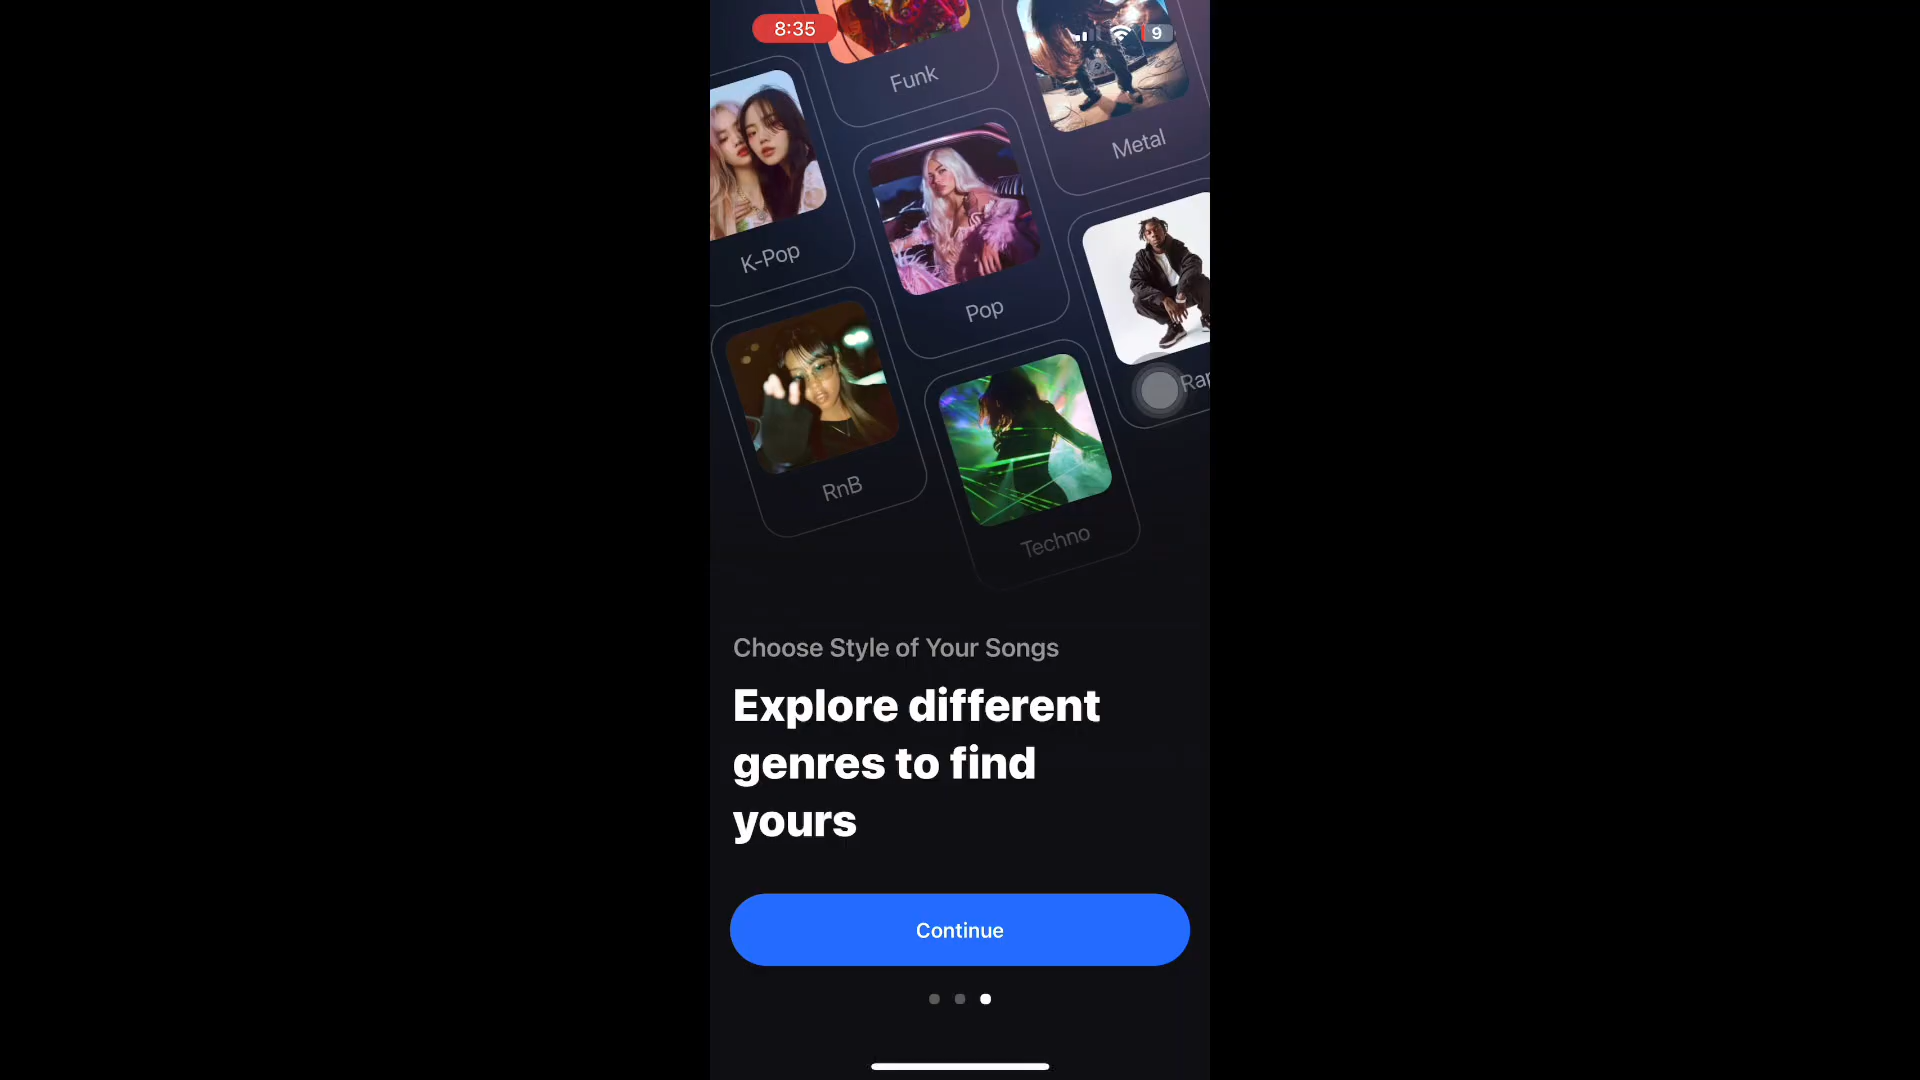 8:35
9
Funk
Metal
K-Pop
Pop
RnB
Techno
Choose Style of Your Songs
Explore different
genres to find
yours
Continue